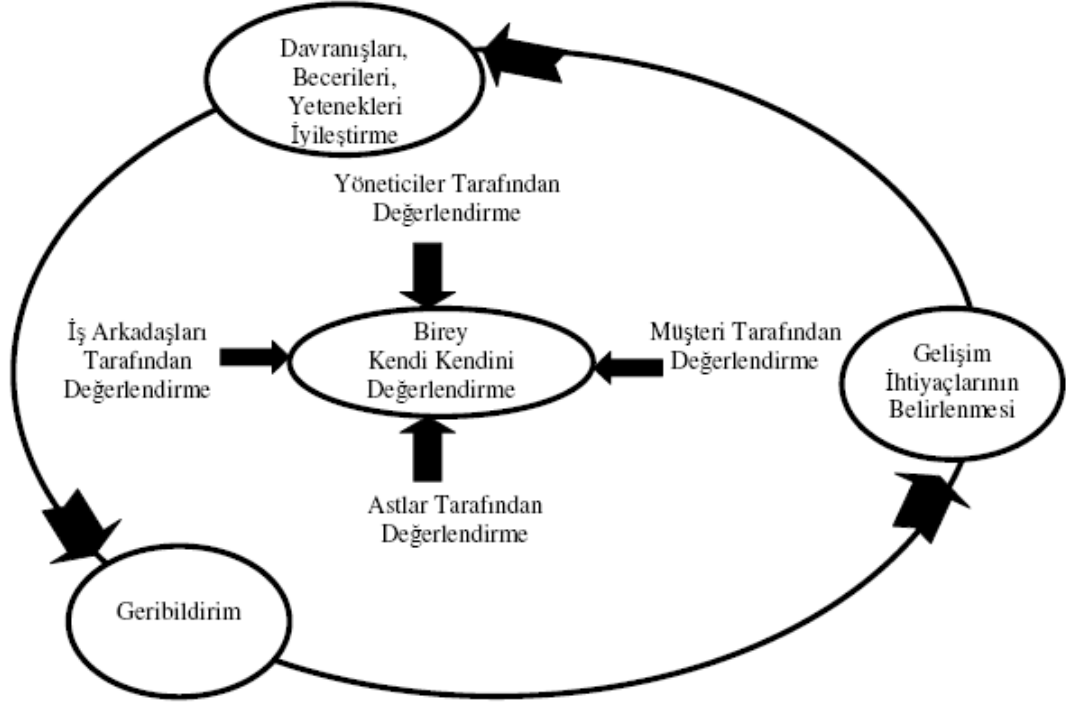 Davranışları,
Becerileri,
Yetenekleri
İyileştirme
Yöneticiler Tarafından
Değerlendirme
İş Arkadaşları
Tarafından
Değerlendirme
Birey
Kendi Kendini
Değerlendirme
Müşteri Tarafından
Değerlendirme
Gelişim
İhtiyaçlarının
Belirlenmesi
Astlar Tarafından
Değerlendirme
Geribildirim